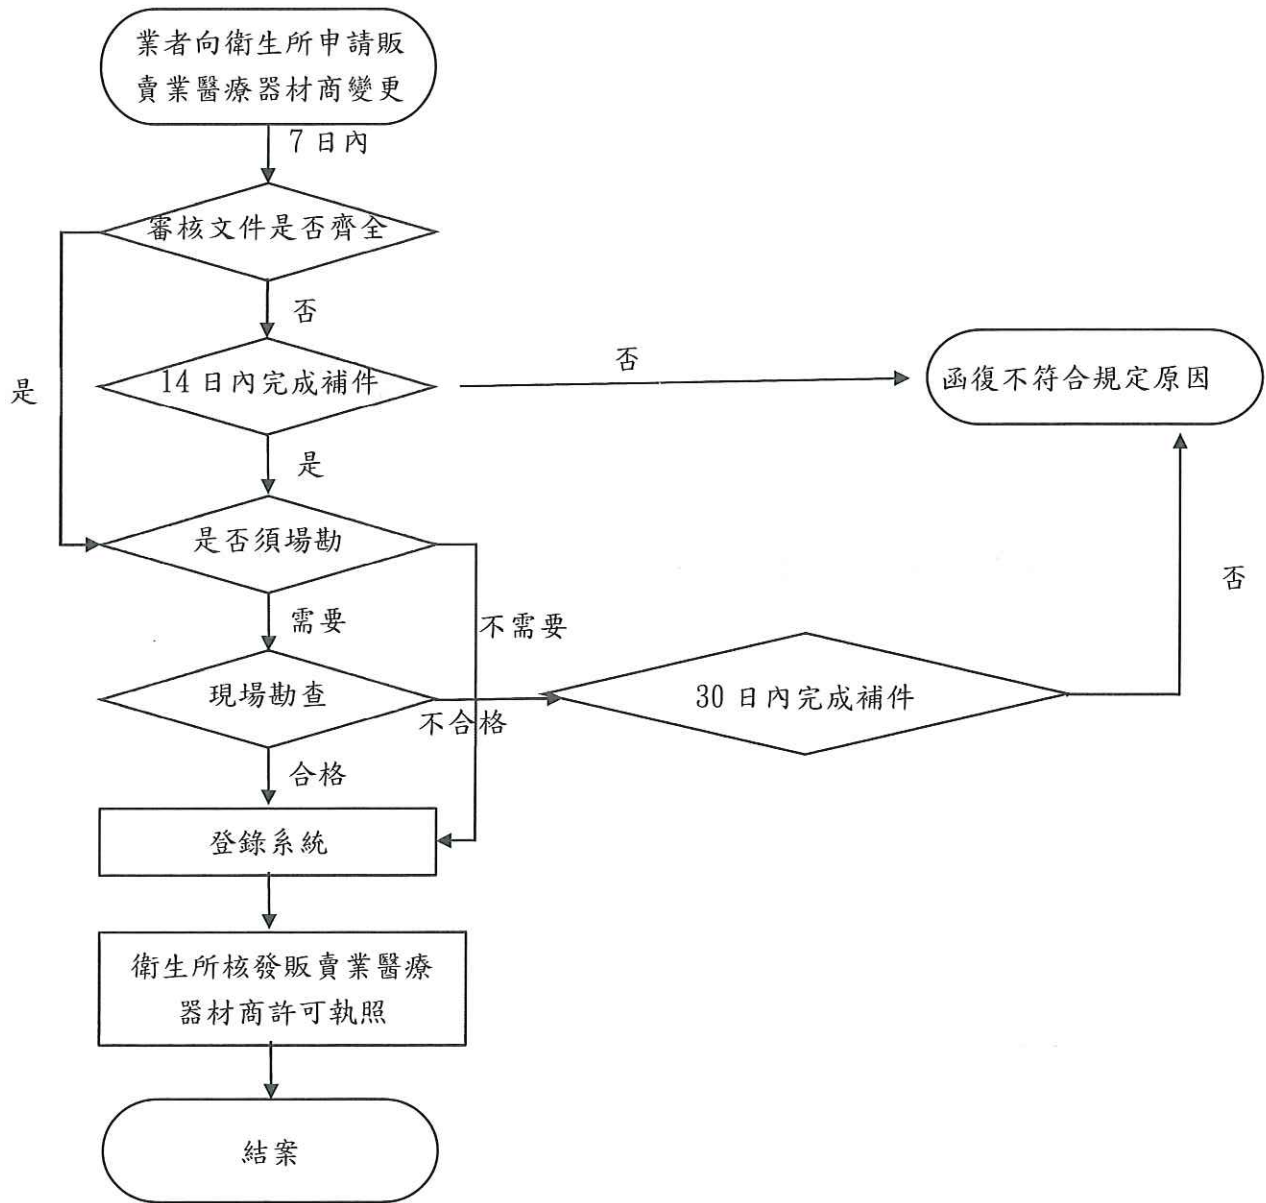 業者向衛生所申請販
賣業醫療器材商變更
7日內
審核文件是否齊全
否
14日內完成補件
否
函復不符合規定原因
是
是
是否須場勘
否
需要
不需要
現場勘查
30日內完成補件
不合格
合格
登錄系統
衛生所核發販賣業醫療
器材商許可執照
結案